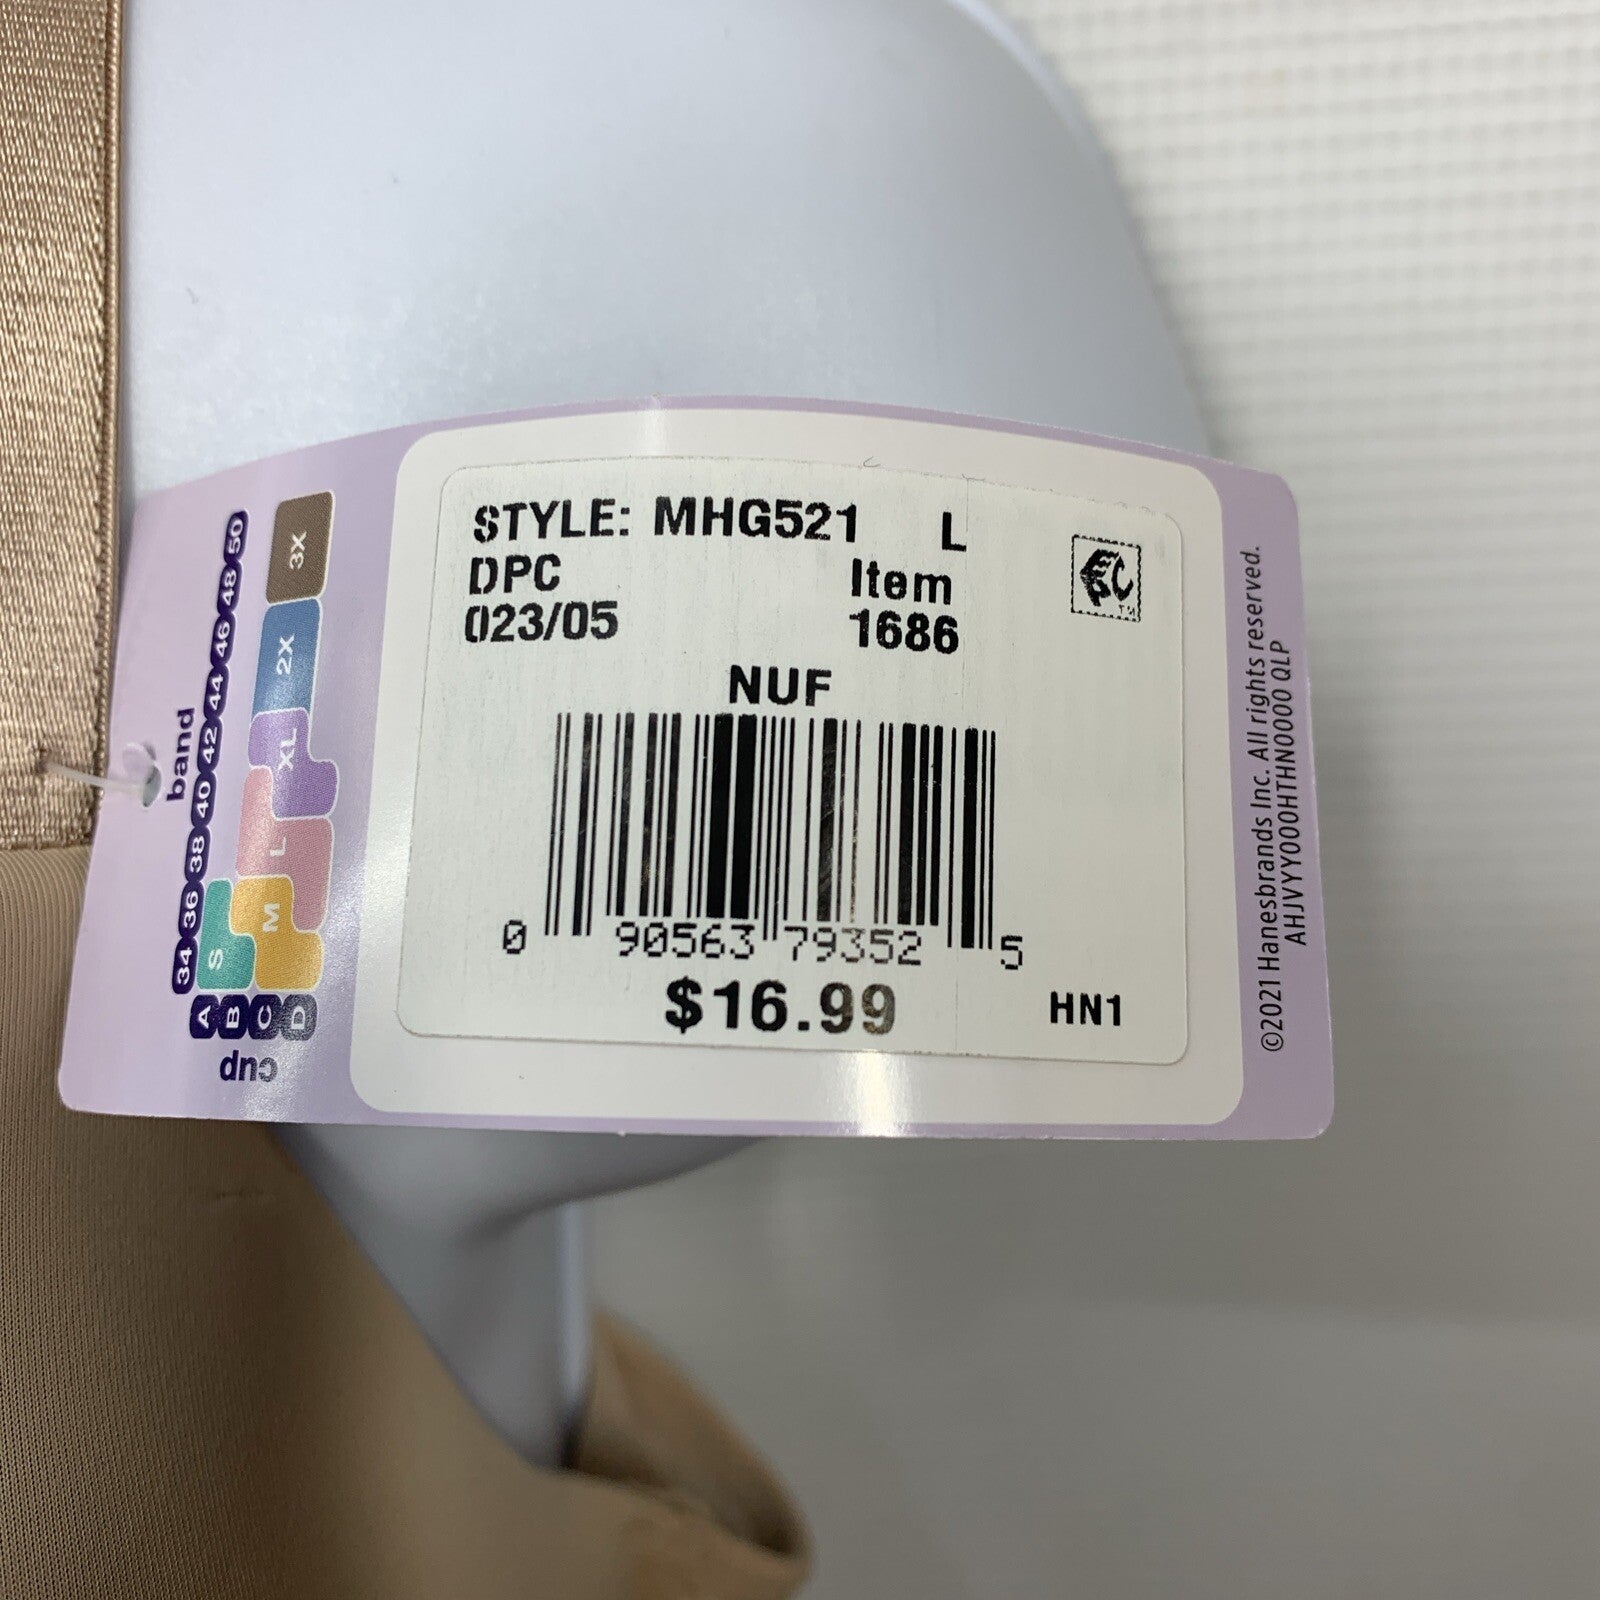 STYLE: MHG521 L
DPC Item
023/05 1686
NUF
0 90563 79352 5
$16.99 HN1
EPC™
band
34 36 38 40 42 44 46 48 50
S M L XL 2X 3X
A B C D
cup
©2021 Hanesbrands Inc. All rights reserved.
AHJVYY000HTHN0000 QLP